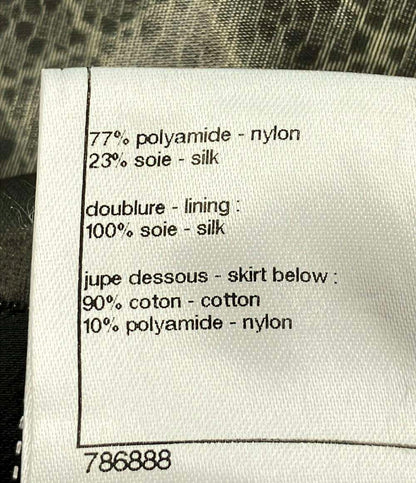 77% polyamide - nylon
23% soie - silk
doublure - lining :
100% soie - silk
jupe dessous - skirt below :
90% coton - cotton
10% polyamide - nylon
786888